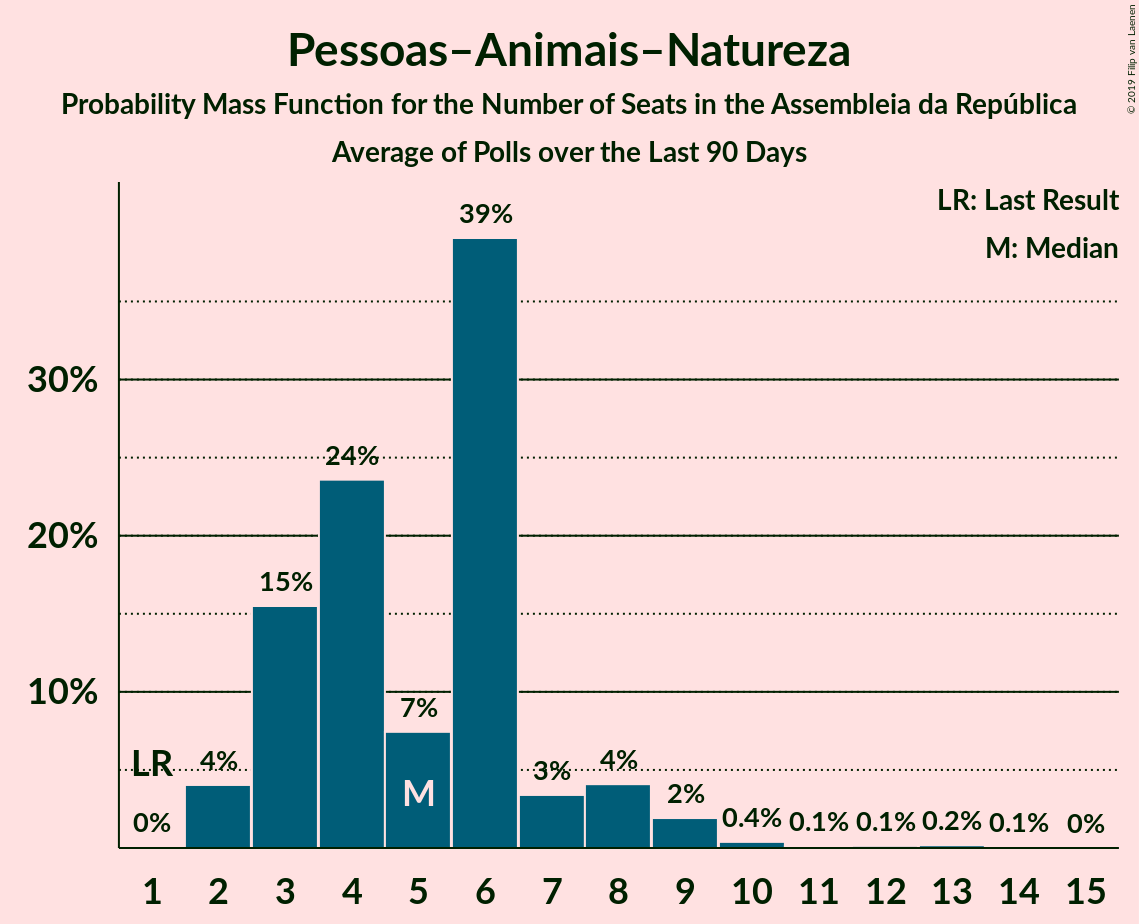 Pessoas–Animais–Natureza
Probability Mass Function for the Number of Seats in the Assembleia da República
Average of Polls over the Last 90 Days
© 2019 Filip van Laenen
LR: Last Result
M: Median
39%
30%
24%
20%
15%
10%
7%
LR
4%
3%
4%
M
2%
0%
0.4%
0.1%
0.1%
0.2%
0.1%
0%
1 2 3 4 5 6 7 8 9 10 11 12 13 14 15